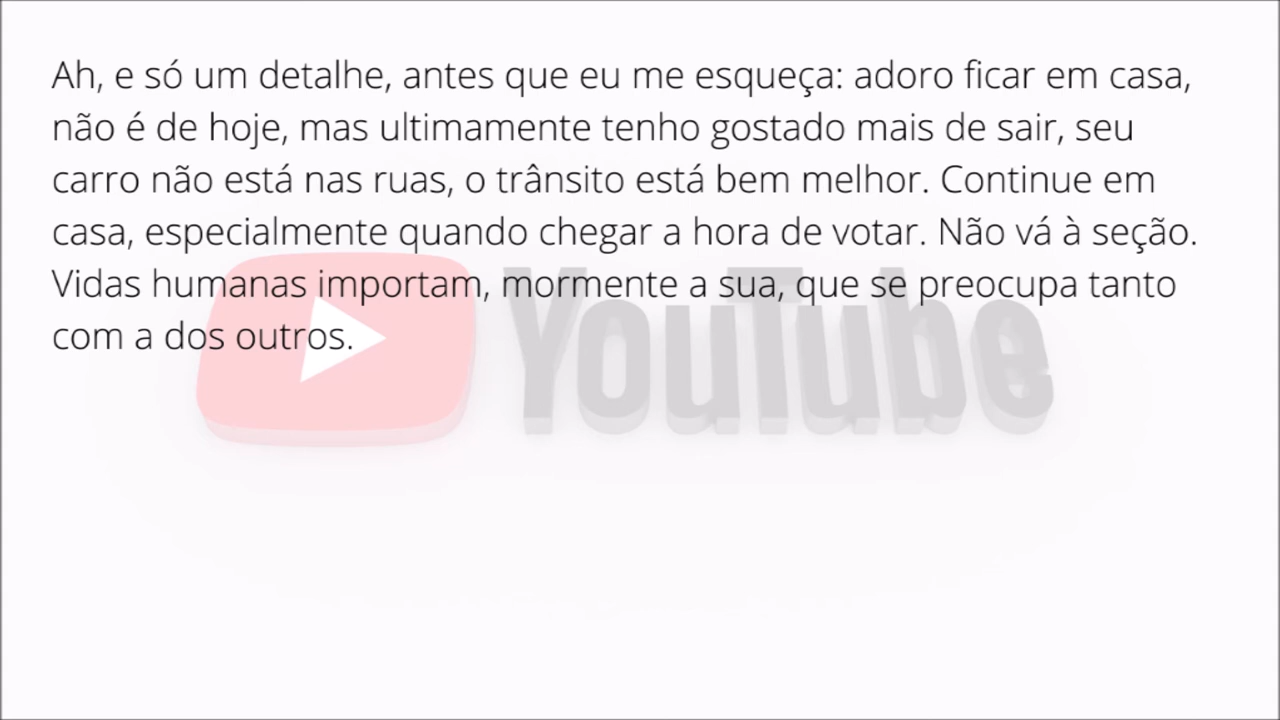 Ah, e só um detalhe, antes que eu me esqueça: adoro ficar em casa,
não é de hoje, mas ultimamente tenho gostado mais de sair, seu
carro não está nas ruas, o trânsito está bem melhor. Continue em
casa, especialmente quando chegar a hora de votar. Não vá à seção.
Vidas humanas importam, mormente a sua, que se preocupa tanto
com a dos outros.
YouTube